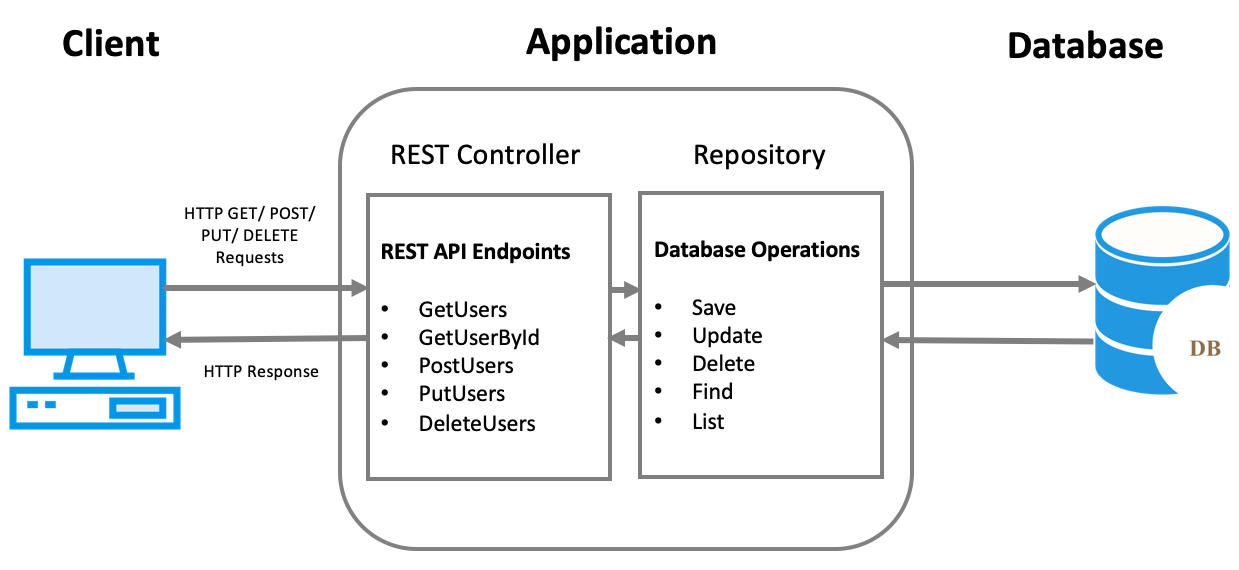 Client
Application
Database
REST Controller
Repository
HTTP GET/ POST/
PUT/ DELETE
Requests
HTTP Response
REST API Endpoints
• GetUsers
• GetUserById
• PostUsers
• PutUsers
• DeleteUsers
Database Operations
• Save
• Update
• Delete
• Find
• List
DB